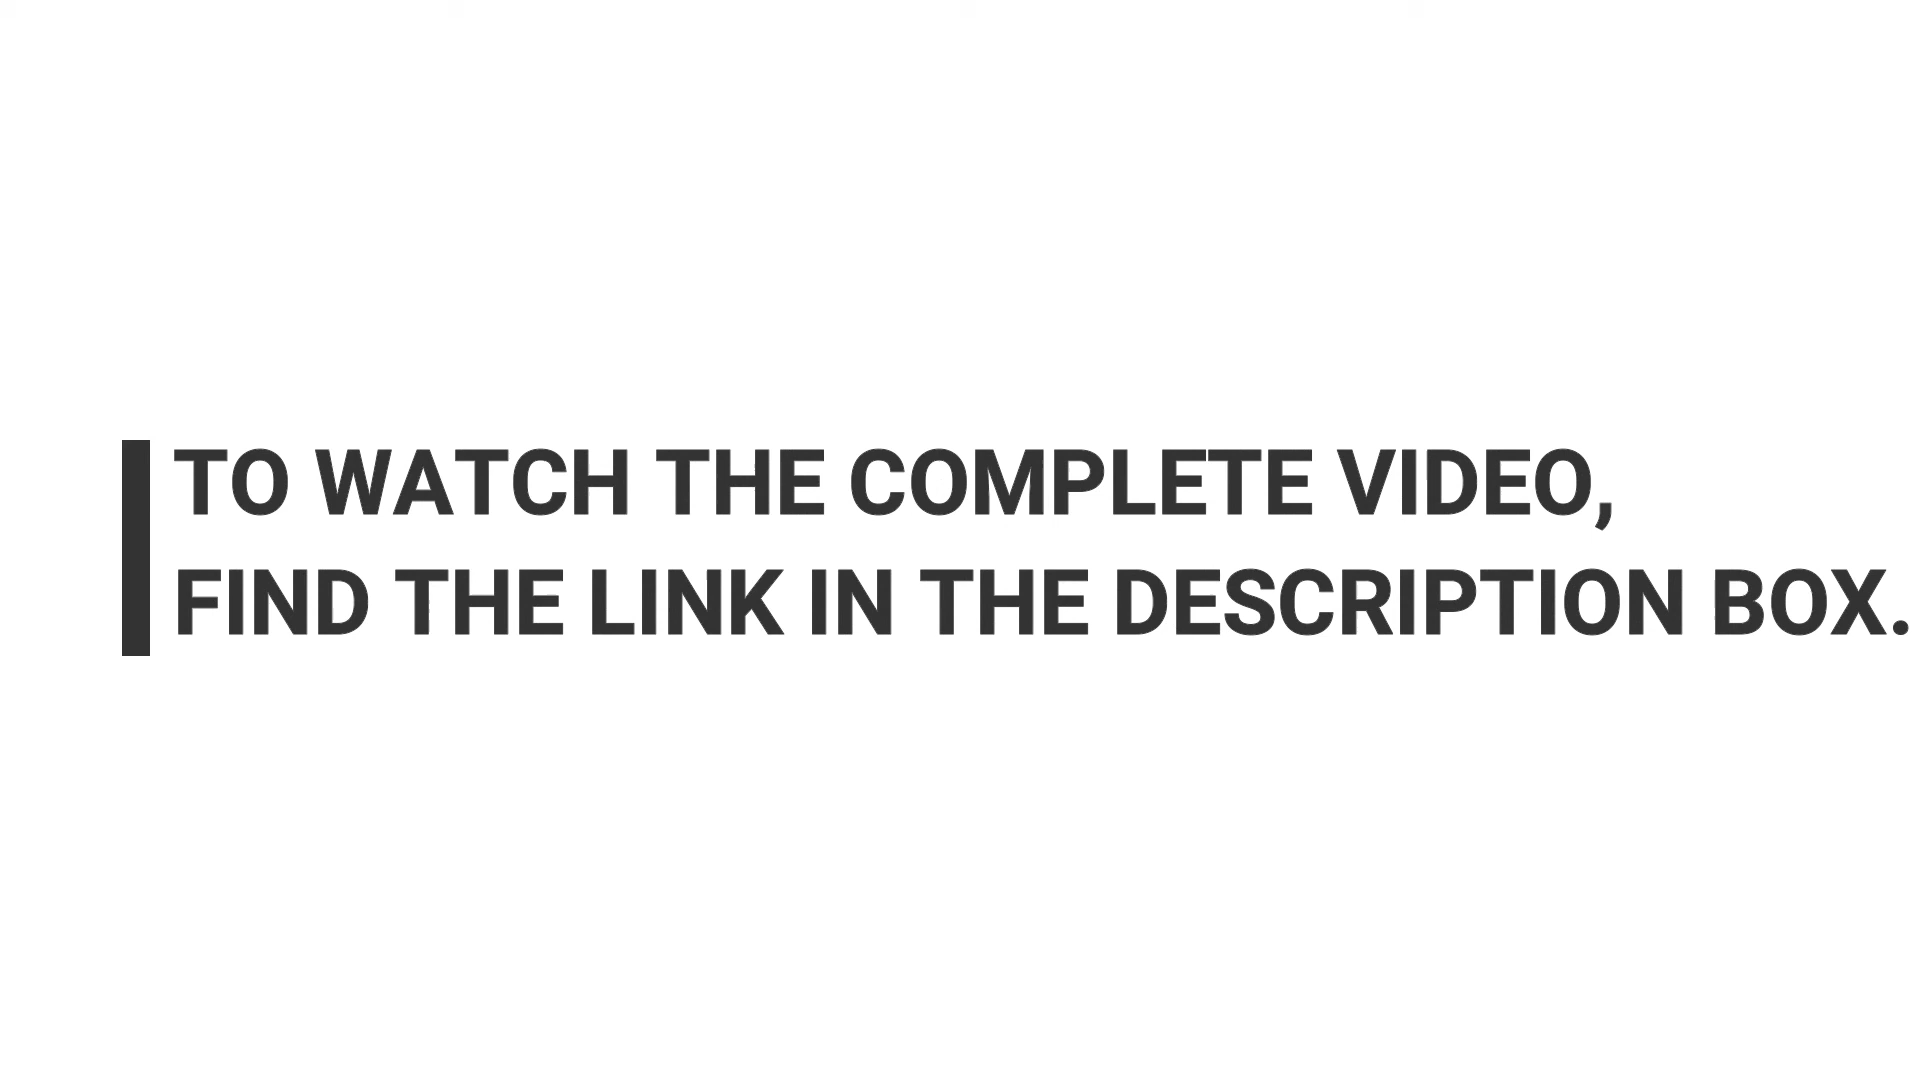 TO WATCH THE COMPLETE VIDEO,
FIND THE LINK IN THE DESCRIPTION BOX.